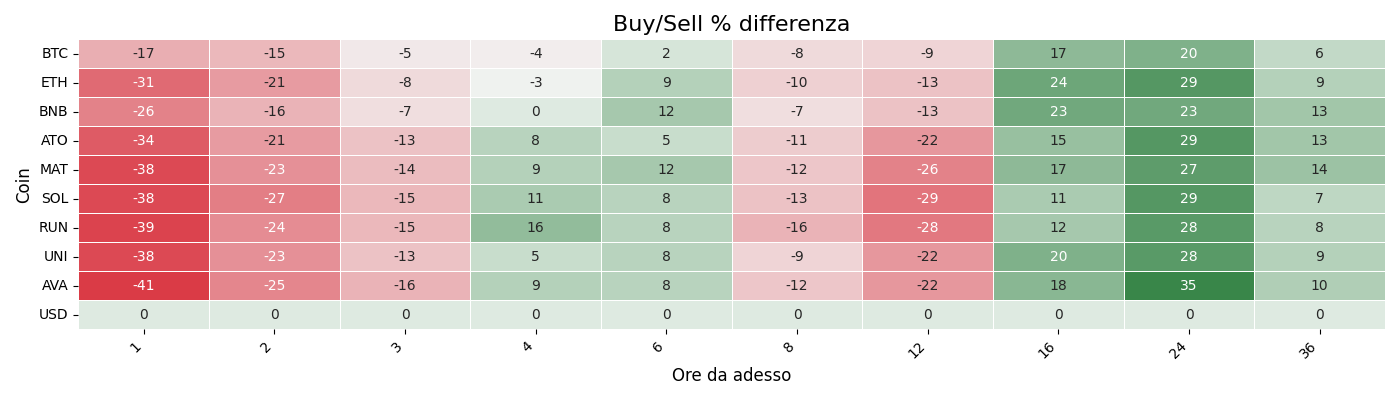 Buy/Sell % differenza
Coin
BTC -17 -15 -5 -4 2 -8 -9 17 20 6
ETH -31 -21 -8 -3 9 -10 -13 24 29 9
BNB -26 -16 -7 0 12 -7 -13 23 23 13
ATO -34 -21 -13 8 5 -11 -22 15 29 13
MAT -38 -23 -14 9 12 -12 -26 17 27 14
SOL -38 -27 -15 11 8 -13 -29 11 29 7
RUN -39 -24 -15 16 8 -16 -28 12 28 8
UNI -38 -23 -13 5 8 -9 -22 20 28 9
AVA -41 -25 -16 9 8 -12 -22 18 35 10
USD 0 0 0 0 0 0 0 0 0 0
1 2 3 4 6 8 12 16 24 36
Ore da adesso